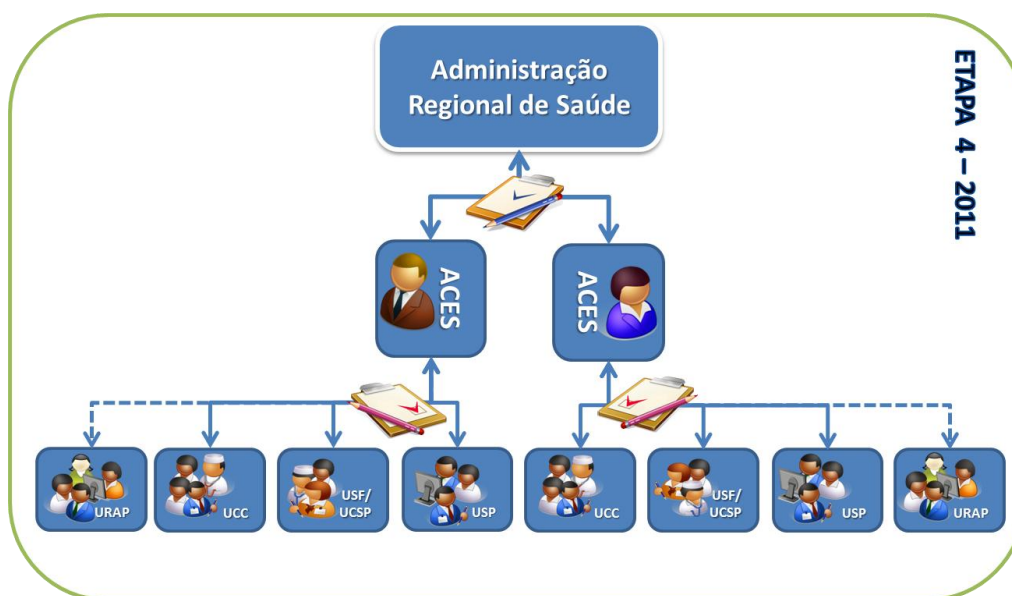 Administração
Regional de Saúde
ETAPA 4 – 2011
ACES
ACES
URAP
UCC
USF/
UCSP
USP
UCC
USF/
UCSP
USP
URAP